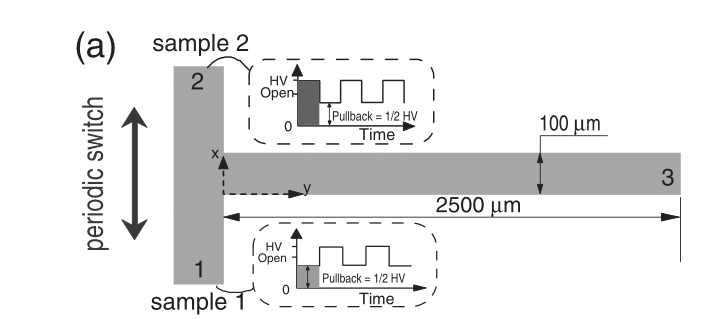 (a)
sample 2
2
HV
Open
0
Pullback = 1/2 HV
Time
periodic switch
x
y
100 μm
3
2500 μm
HV
Open
0
Pullback = 1/2 HV
Time
1
sample 1